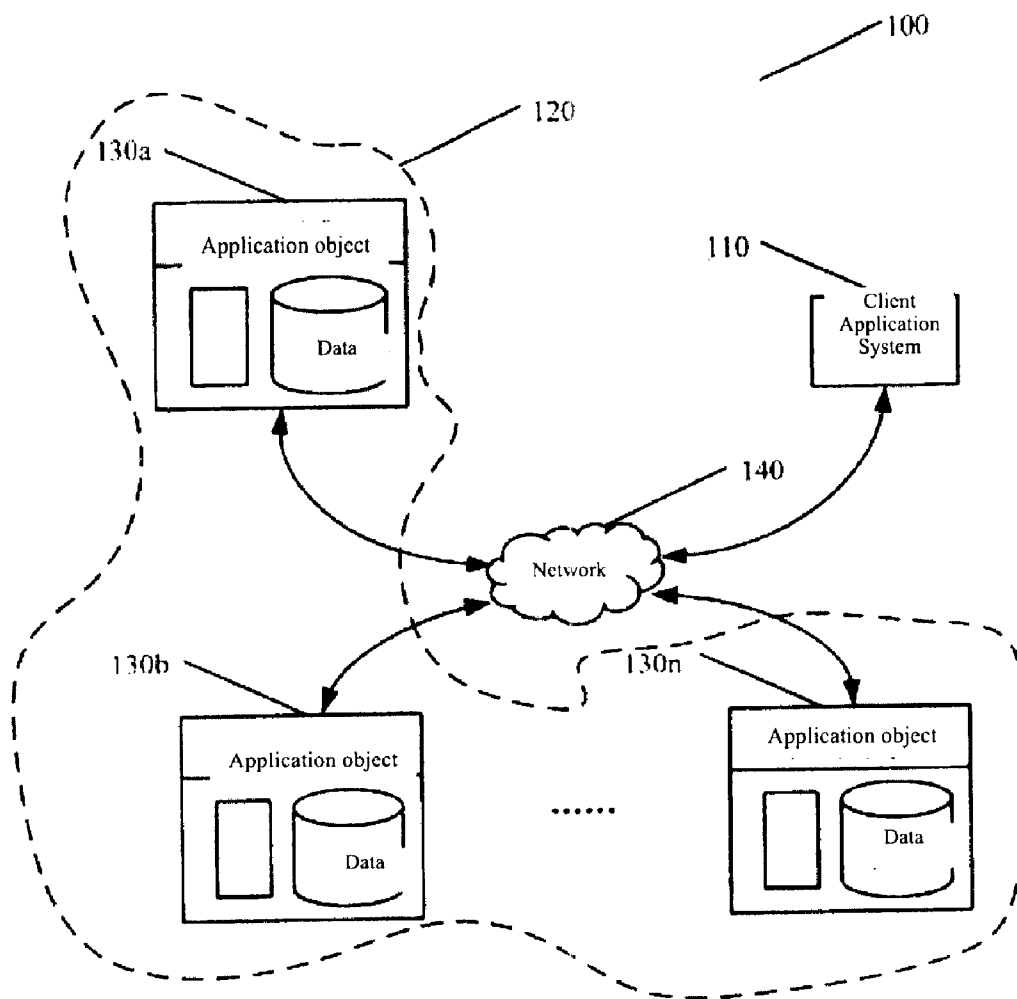 100
120
130a
Application object
Data
110
Client
Application
System
140
Network
130b
Application object
Data
......
130n
Application object
Data